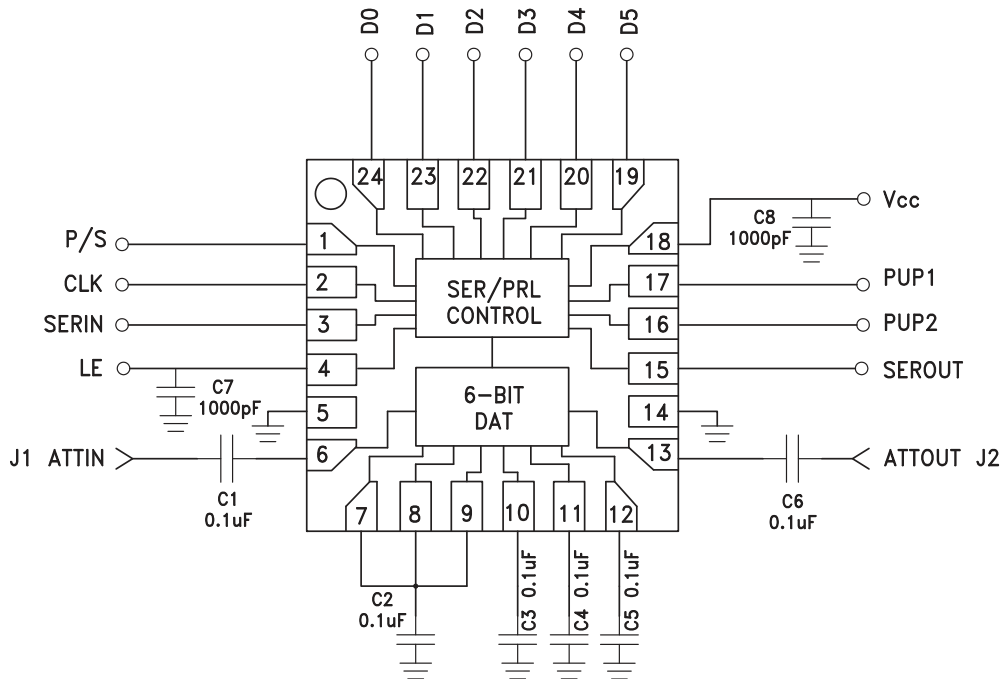 D0 D1 D2 D3 D4 D5
24 23 22 21 20 19
P/S
1
18
C8
1000pF
Vcc
CLK
2
17
PUP1
SERIN
3
16
PUP2
LE
4
15
SEROUT
SER/PRL
CONTROL
C7
1000pF
5
14
6-BIT
DAT
J1 ATTIN
6
13
ATTOUT J2
C1
0.1uF
C6
0.1uF
7 8 9 10 11 12
C2
0.1uF
C3 0.1uF
C4 0.1uF
C5 0.1uF